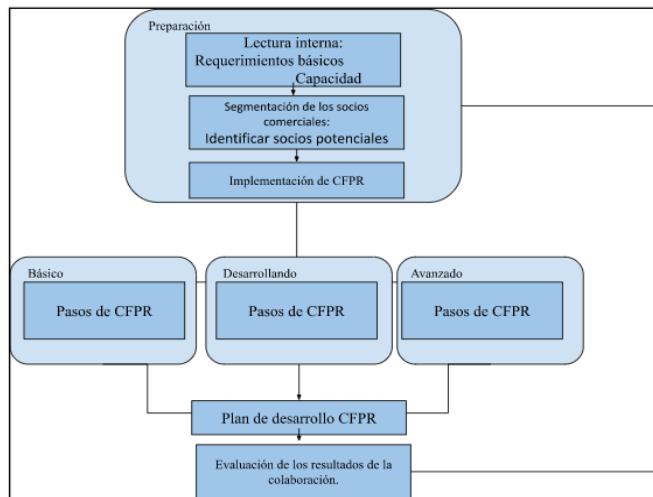 Preparación
Lectura interna:
Requerimientos básicos
Capacidad
Segmentación de los socios
comerciales:
Identificar socios potenciales
Implementación de CFPR
Básico
Desarrollando
Avanzado
Pasos de CFPR
Pasos de CFPR
Pasos de CFPR
Plan de desarrollo CFPR
Evaluación de los resultados de la
colaboración.